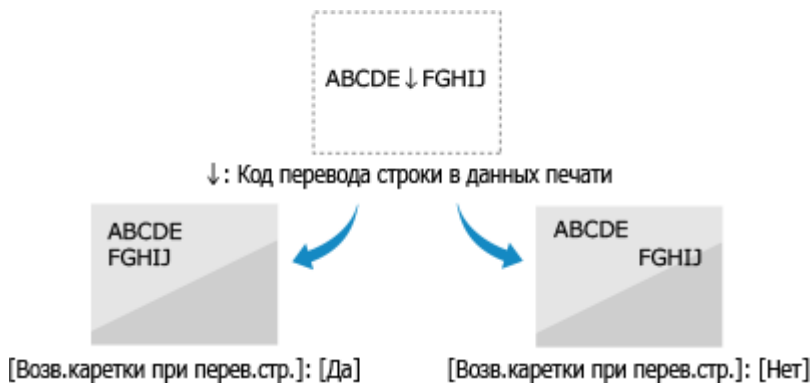 ABCDE↓FGHIJ
↓: Код перевода строки в данных печати
ABCDE
FGHIJ
ABCDE
FGHIJ
[Возв.каретки при перев.стр.]: [Да]
[Возв.каретки при перев.стр.]: [Нет]